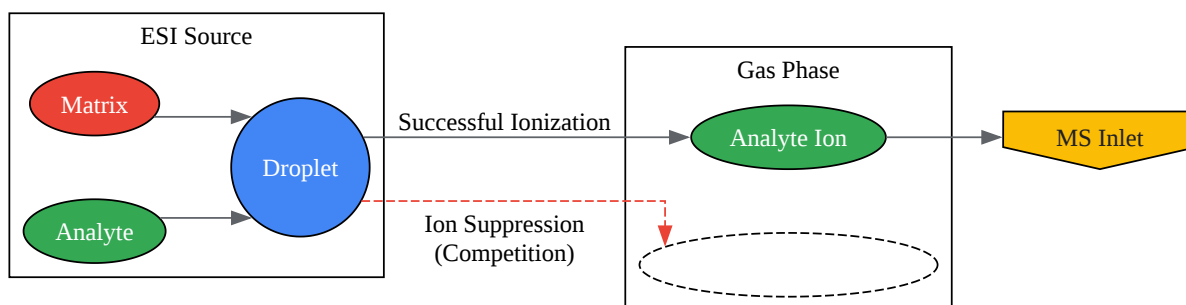 ESI Source
Matrix
Analyte
Droplet
Successful Ionization
Ion Suppression
(Competition)
Gas Phase
Analyte Ion
MS Inlet